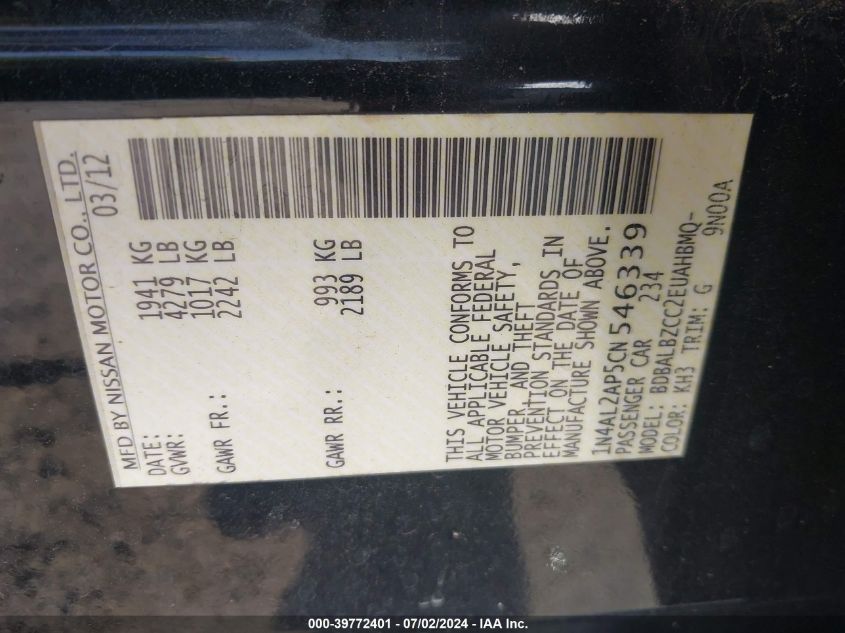 MFD BY NISSAN MOTOR CO., LTD.
DATE: 03/12
GVWR: 1941 KG
4279 LB
GAWR FR.: 1017 KG
2242 LB
GAWR RR.: 993 KG
2189 LB
THIS VEHICLE CONFORMS TO
ALL APPLICABLE FEDERAL
MOTOR VEHICLE SAFETY,
BUMPER, AND THEFT
PREVENTION STANDARDS IN
EFFECT ON THE DATE OF
MANUFACTURE SHOWN ABOVE.
1N4AL2AP5CN546339
PASSENGER CAR 234
MODEL: BDBALBZCC2EUAHBMQ-
COLOR: KH3 TRIM: G 9N00A
000-39772401 - 07/02/2024 - IAA Inc.